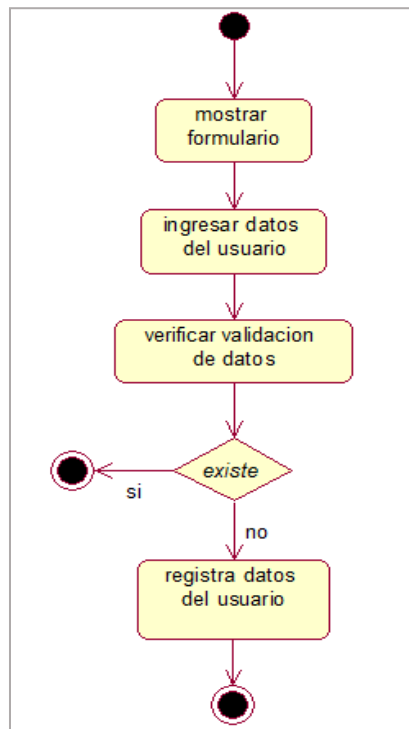 mostrar
formulario
ingresar datos
del usuario
verificar validacion
de datos
existe
si
no
registra datos
del usuario